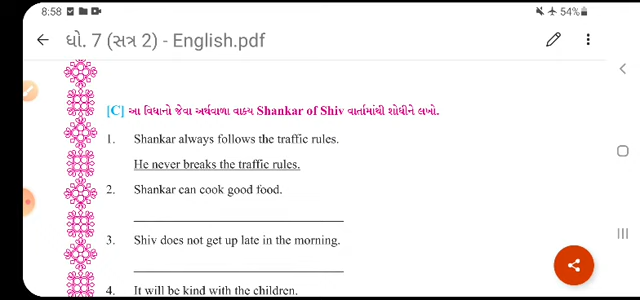 8:58 54%
ધો. 7 (સત્ર 2) - English.pdf
[C] આ વિધાનો જેવા અર્થવાળા વાક્ય Shankar of Shiv વાર્તામાંથી શોધીને લખો.
1. Shankar always follows the traffic rules.
He never breaks the traffic rules.
2. Shankar can cook good food.
3. Shiv does not get up late in the morning.
4. It will be kind with the children.